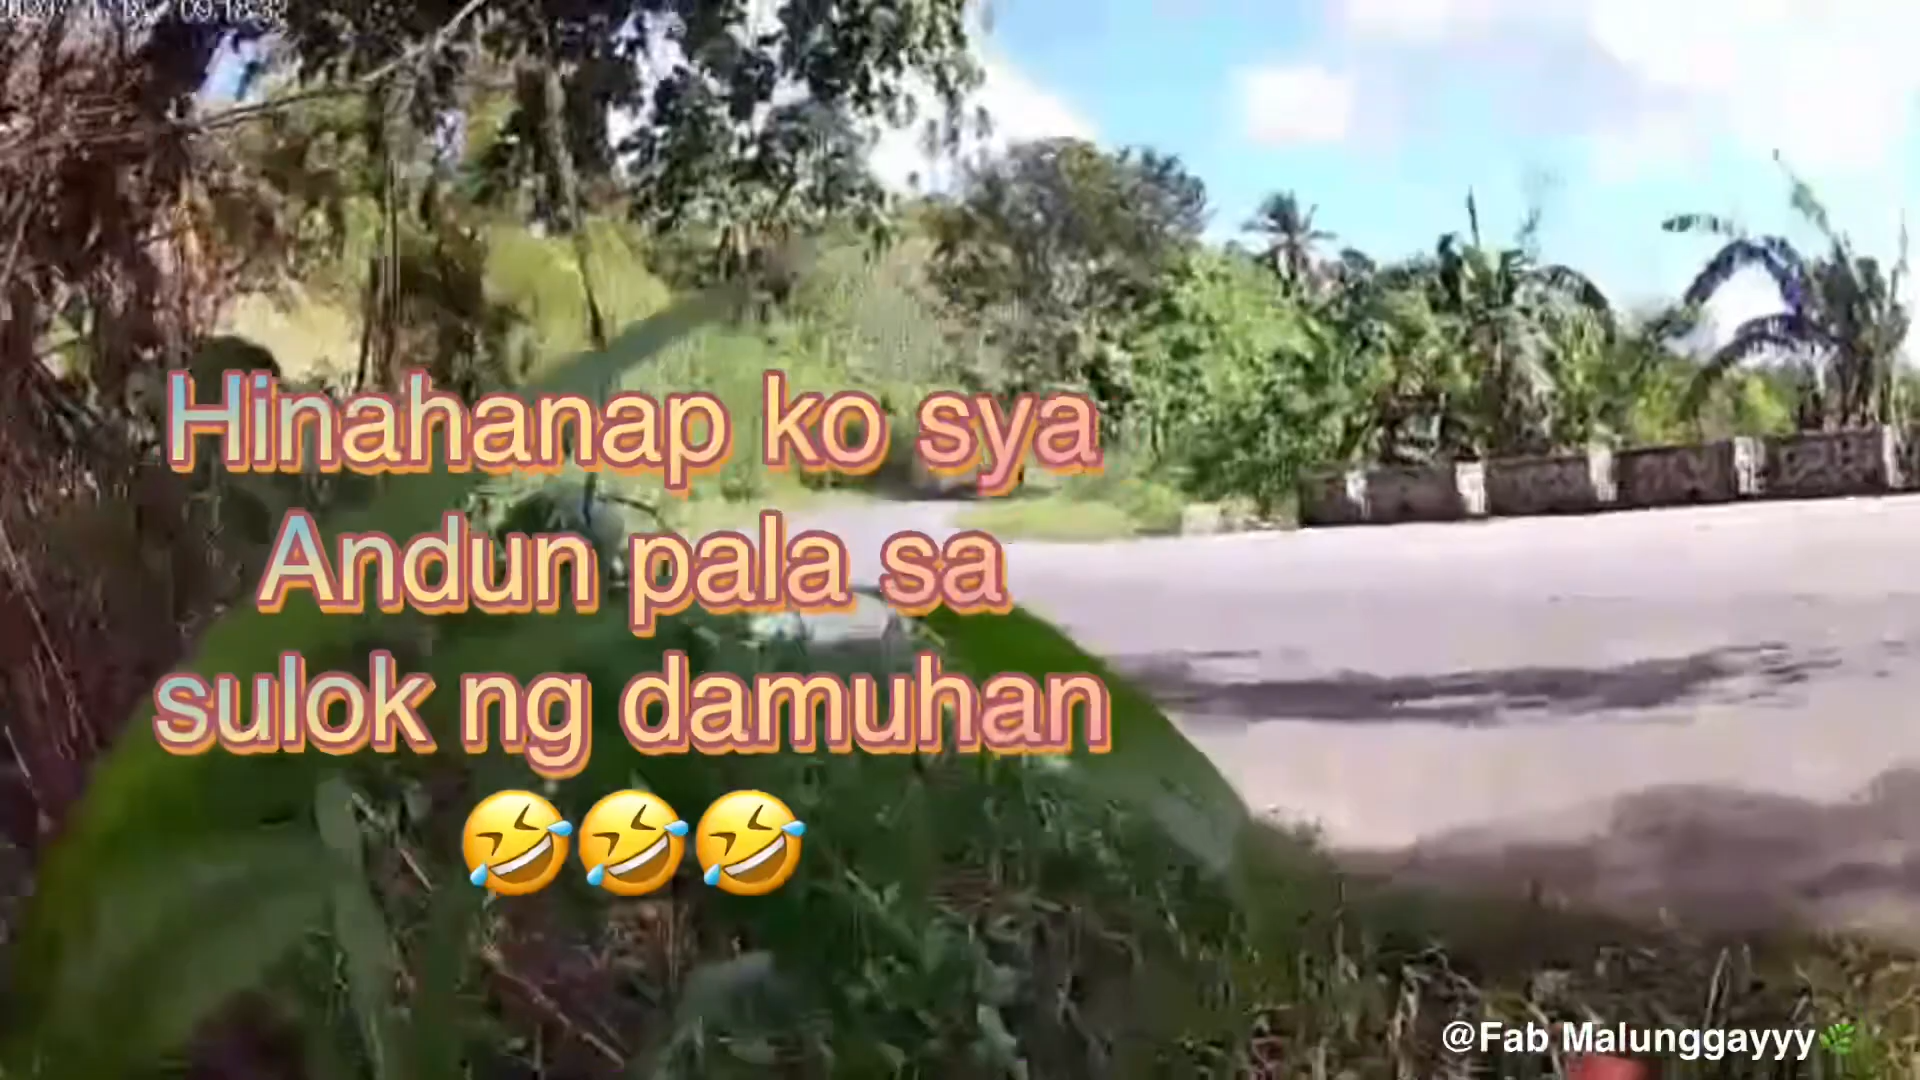 Hinahanap ko sya
Andun pala sa
sulok ng damuhan
🤣🤣🤣
@Fab Malunggayyy🌿